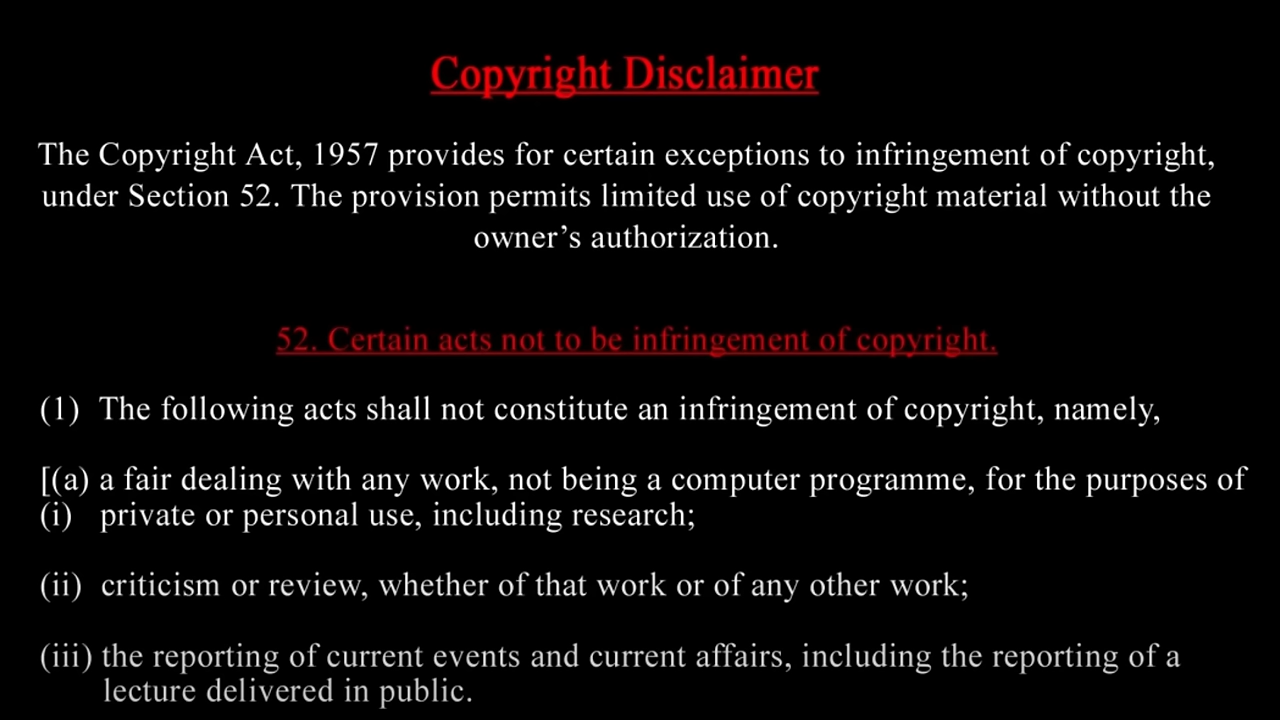 Copyright Disclaimer
The Copyright Act, 1957 provides for certain exceptions to infringement of copyright,
under Section 52. The provision permits limited use of copyright material without the
owner’s authorization.
52. Certain acts not to be infringement of copyright.
(1) The following acts shall not constitute an infringement of copyright, namely,
[(a) a fair dealing with any work, not being a computer programme, for the purposes of
(i) private or personal use, including research;
(ii) criticism or review, whether of that work or of any other work;
(iii) the reporting of current events and current affairs, including the reporting of a
lecture delivered in public.